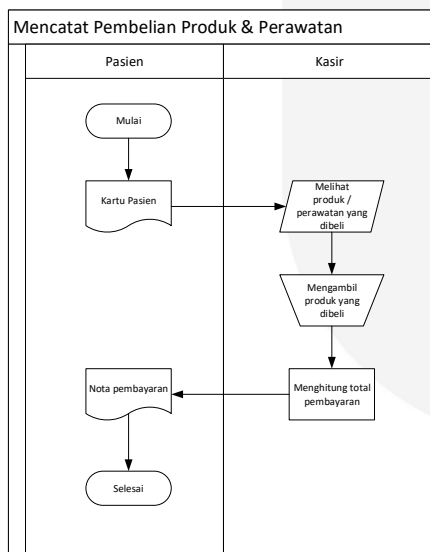 Mencatat Pembelian Produk & Perawatan
Pasien
Kasir
Mulai
Kartu Pasien
Melihat
produk /
perawatan yang
dibeli
Mengambil
produk yang
dibeli
Menghitung total
pembayaran
Nota pembayaran
Selesai